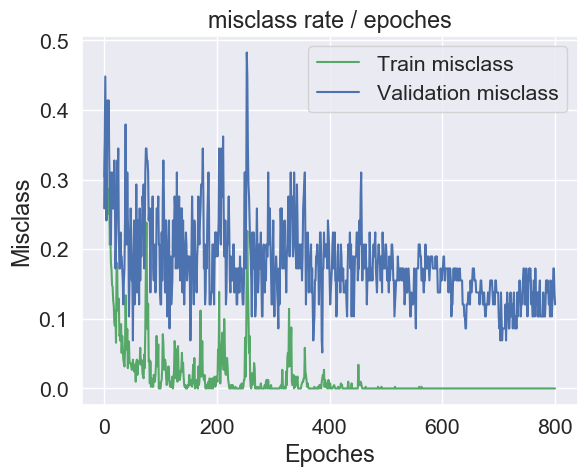 misclass rate / epoches
Train misclass
Validation misclass
Misclass
0.5
0.4
0.3
0.2
0.1
0.0
0
200
400
600
800
Epoches